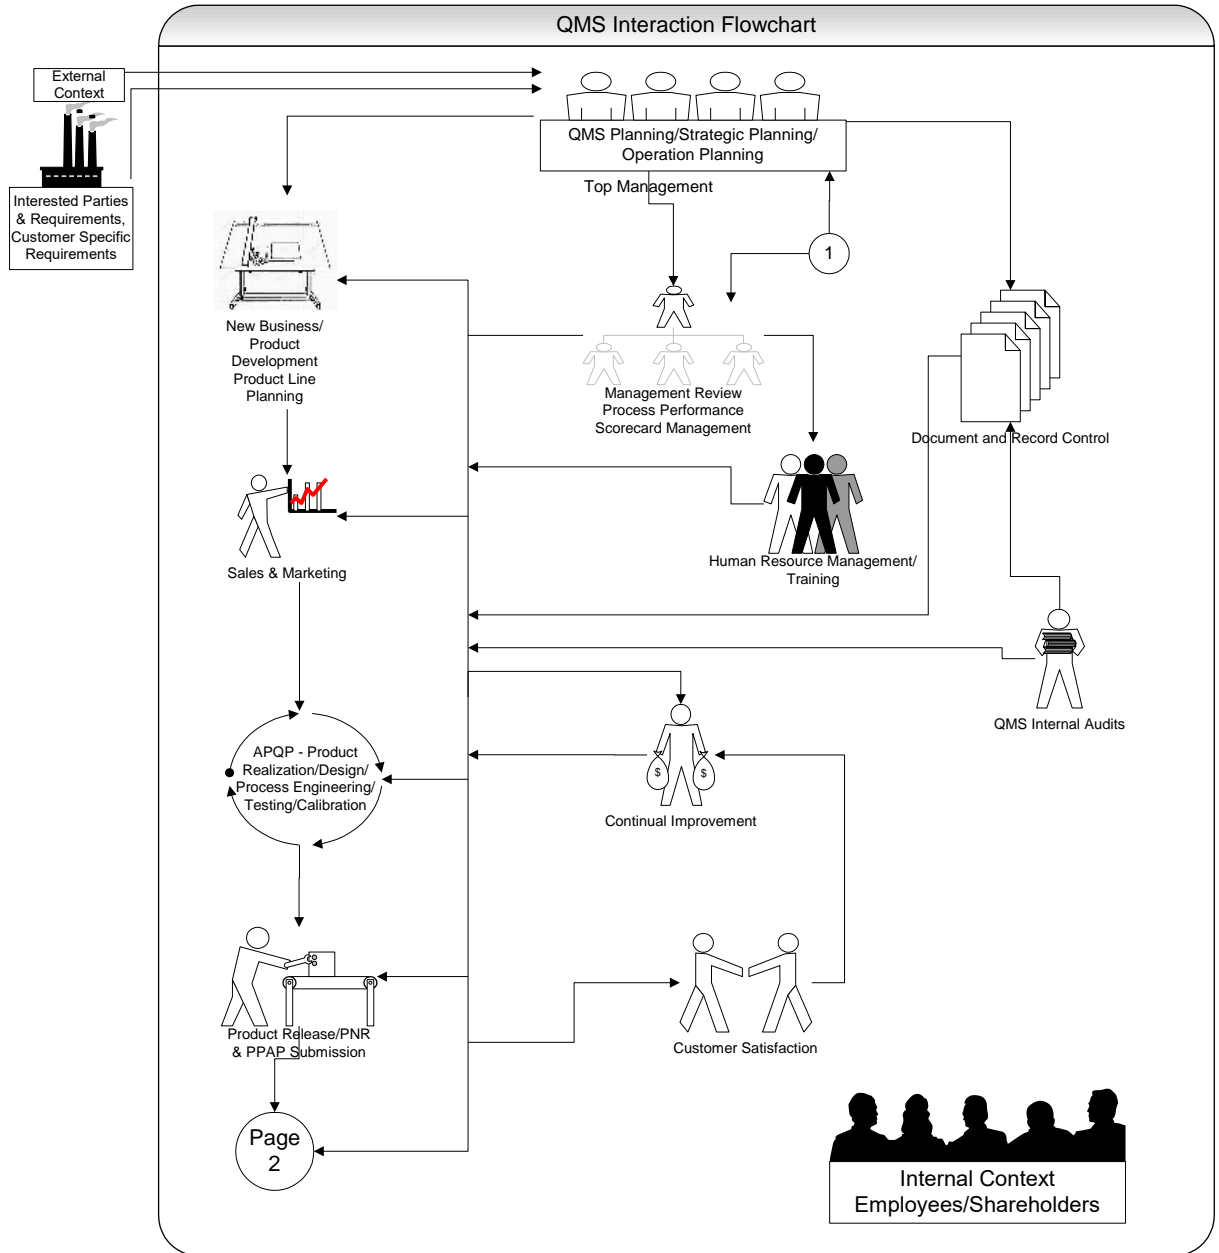 QMS Interaction Flowchart
External
Context
Interested Parties
& Requirements,
Customer Specific
Requirements
QMS Planning/Strategic Planning/
Operation Planning
Top Management
1
New Business/
Product
Development
Product Line
Planning
Management Review
Process Performance
Scorecard Management
Document and Record Control
Sales & Marketing
Human Resource Management/
Training
QMS Internal Audits
APQP - Product
Realization/Design/
Process Engineering/
Testing/Calibration
$
$
Continual Improvement
Product Release/PNR
& PPAP Submission
Customer Satisfaction
Page
2
Internal Context
Employees/Shareholders